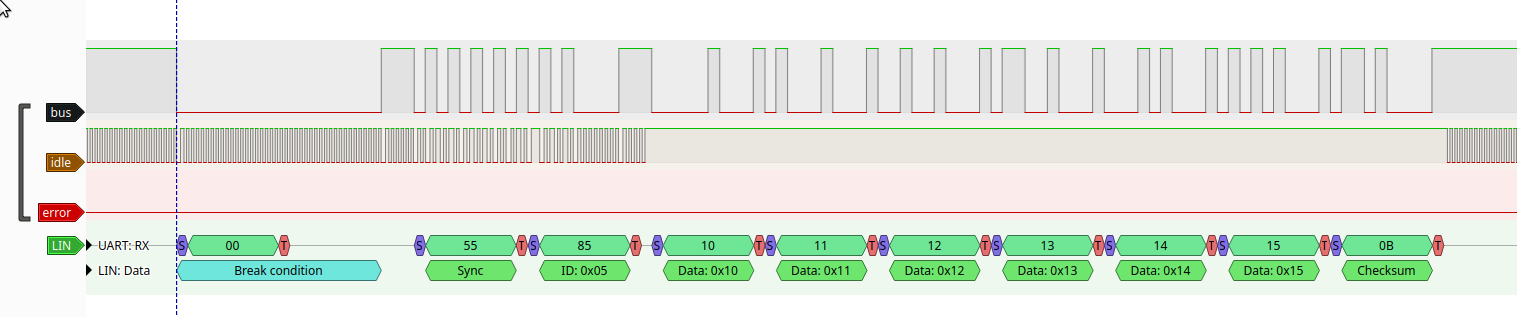 bus
idle
error
LIN UART: RX S 00 T S 55 T S 85 T S 10 T S 11 T S 12 T S 13 T S 14 T S 15 T S 0B T
LIN: Data Break condition Sync ID: 0x05 Data: 0x10 Data: 0x11 Data: 0x12 Data: 0x13 Data: 0x14 Data: 0x15 Checksum